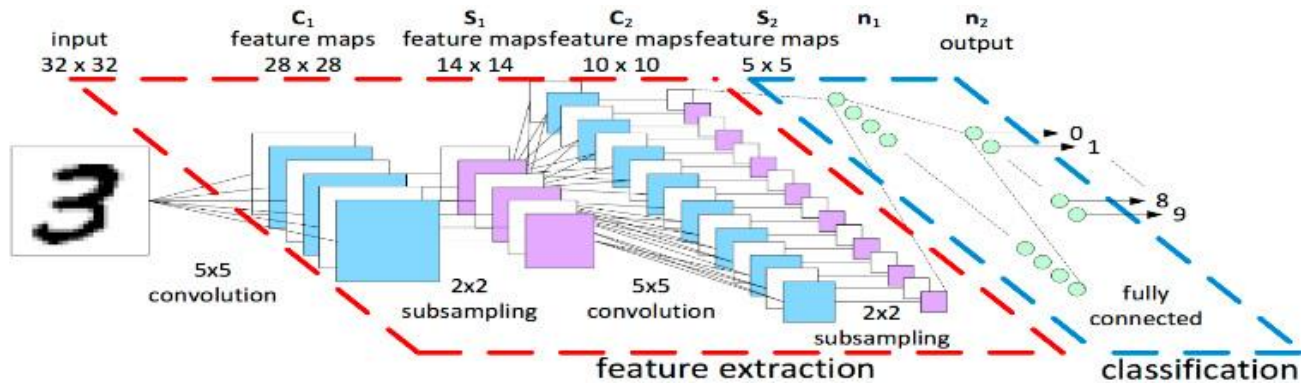 C₁ S₁ C₂ S₂ n₁ n₂
input feature maps feature maps feature maps feature maps output
32 x 32 28 x 28 14 x 14 10 x 10 5 x 5
0
1
8
9
5x5
convolution
2x2
subsampling
5x5
convolution
2x2
subsampling
fully
connected
feature extraction
classification